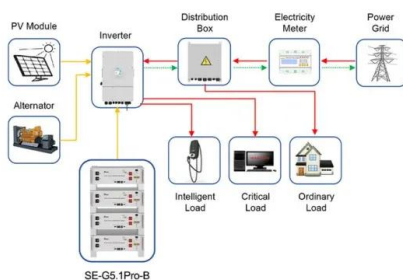 PV Module
Inverter
Distribution
Box
Electricity
Meter
Power
Grid
Alternator
Intelligent
Load
Critical
Load
Ordinary
Load
SE-G5.1Pro-B